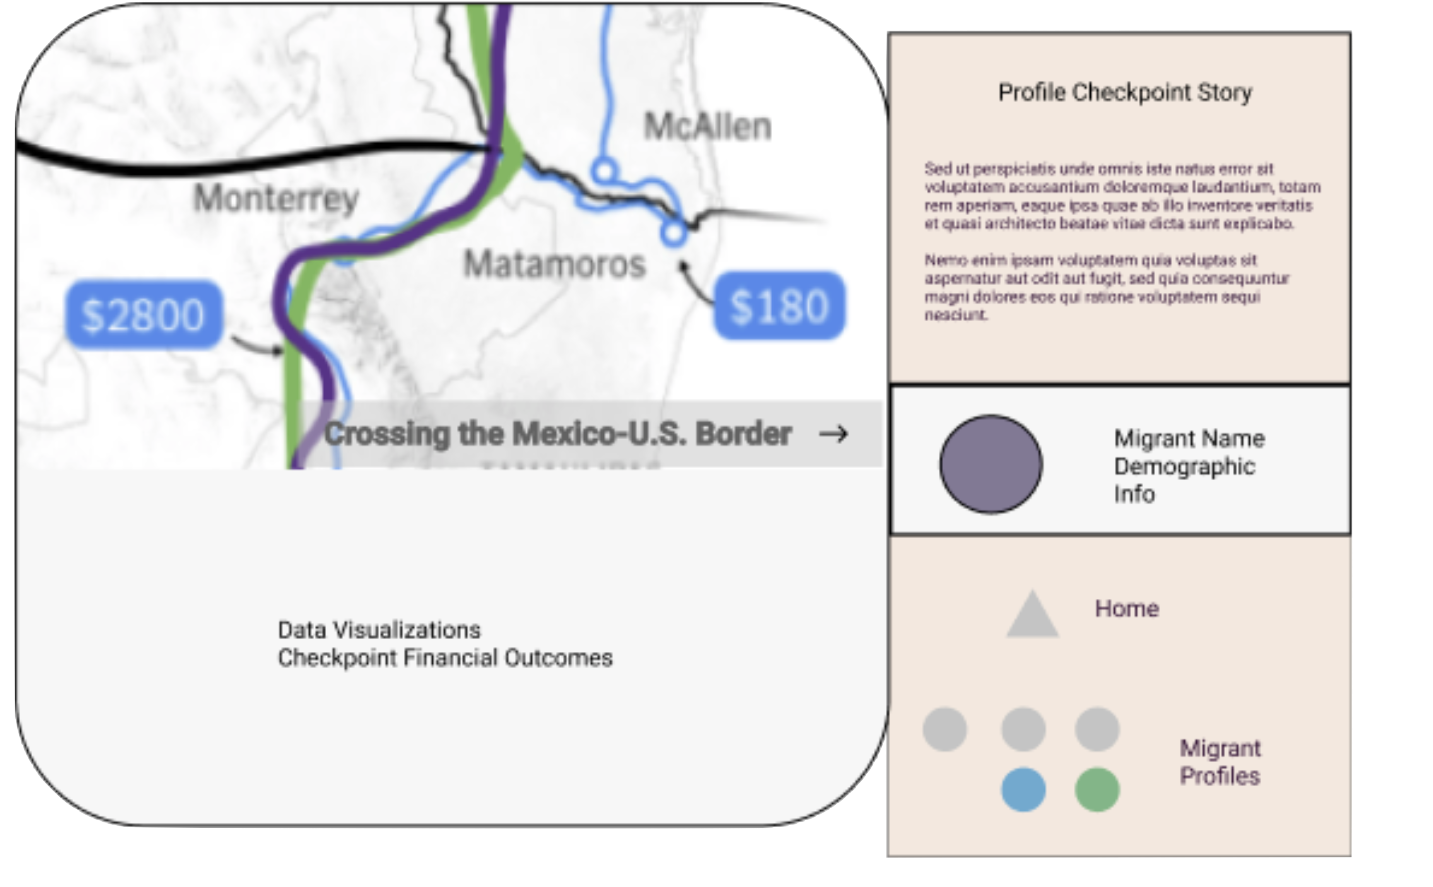 McAllen
Monterrey
Matamoros
$2800
$180
Crossing the Mexico-U.S. Border →
Data Visualizations
Checkpoint Financial Outcomes
Profile Checkpoint Story
Sed ut perspiciatis unde omnis iste natus error sit
voluptatem accusantium doloremque laudantium, totam
rem aperiam, eaque ipsa quae ab illo inventore veritatis
et quasi architecto beatae vitae dicta sunt explicabo.
Nemo enim ipsam voluptatem quia voluptas sit
aspernatur aut odit aut fugit, sed quia consequuntur
magni dolores eos qui ratione voluptatem sequi
nesciunt.
Migrant Name
Demographic
Info
Home
Migrant
Profiles